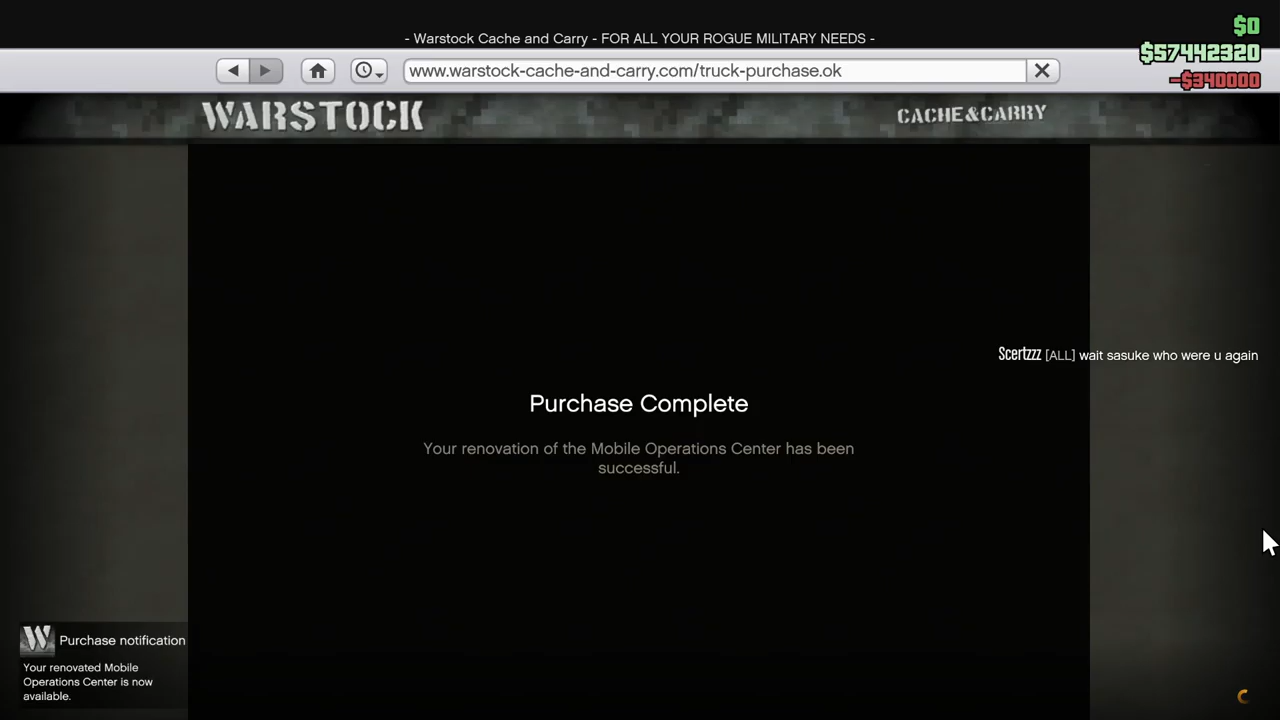 $0
- Warstock Cache and Carry - FOR ALL YOUR ROGUE MILITARY NEEDS -
$57442320
www.warstock-cache-and-carry.com/truck-purchase.ok
-$340000
WARSTOCK
CACHE&CARRY
Scertzzz [ALL] wait sasuke who were u again
Purchase Complete
Your renovation of the Mobile Operations Center has been
successful.
W Purchase notification
Your renovated Mobile
Operations Center is now
available.